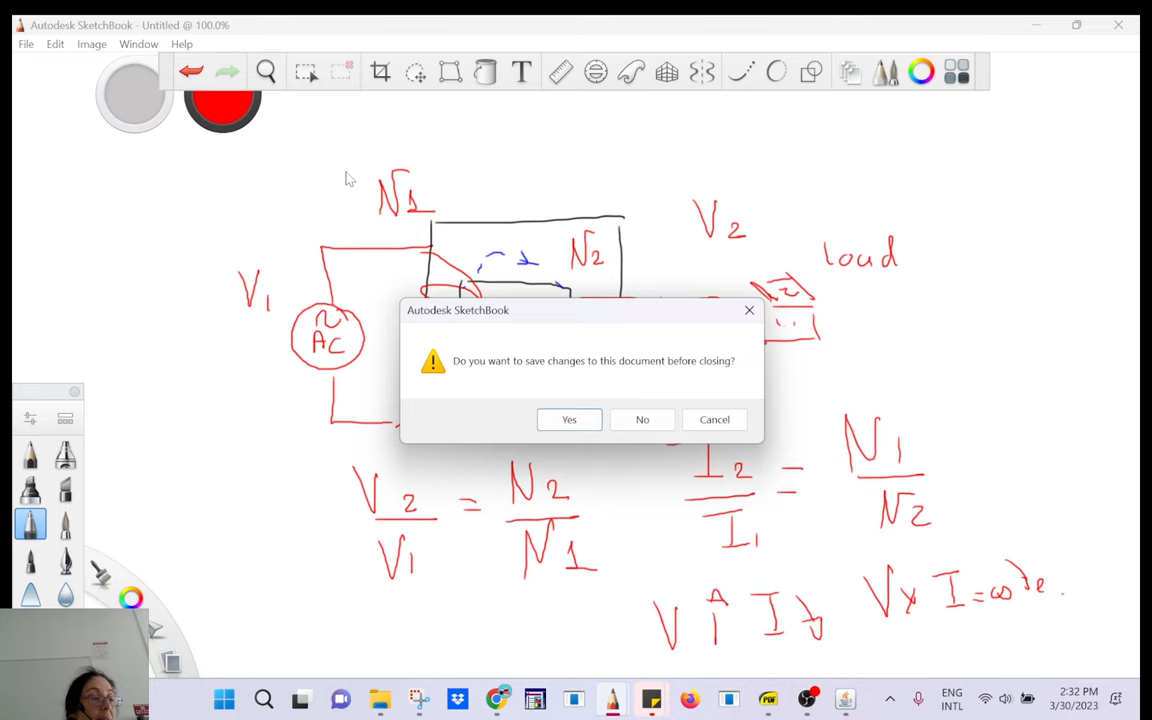 Autodesk SketchBook - Untitled @ 100.0%
File Edit Image Window Help
T
N1
V2
N2
load
V1
AC
Autodesk SketchBook
Do you want to save changes to this document before closing?
Yes No Cancel
V2/V1 = N2/N1
I2/I1 = N1/N2
V ↑ I ↓
V x I =
ENG
INTL
2:32 PM
3/30/2023
PDF